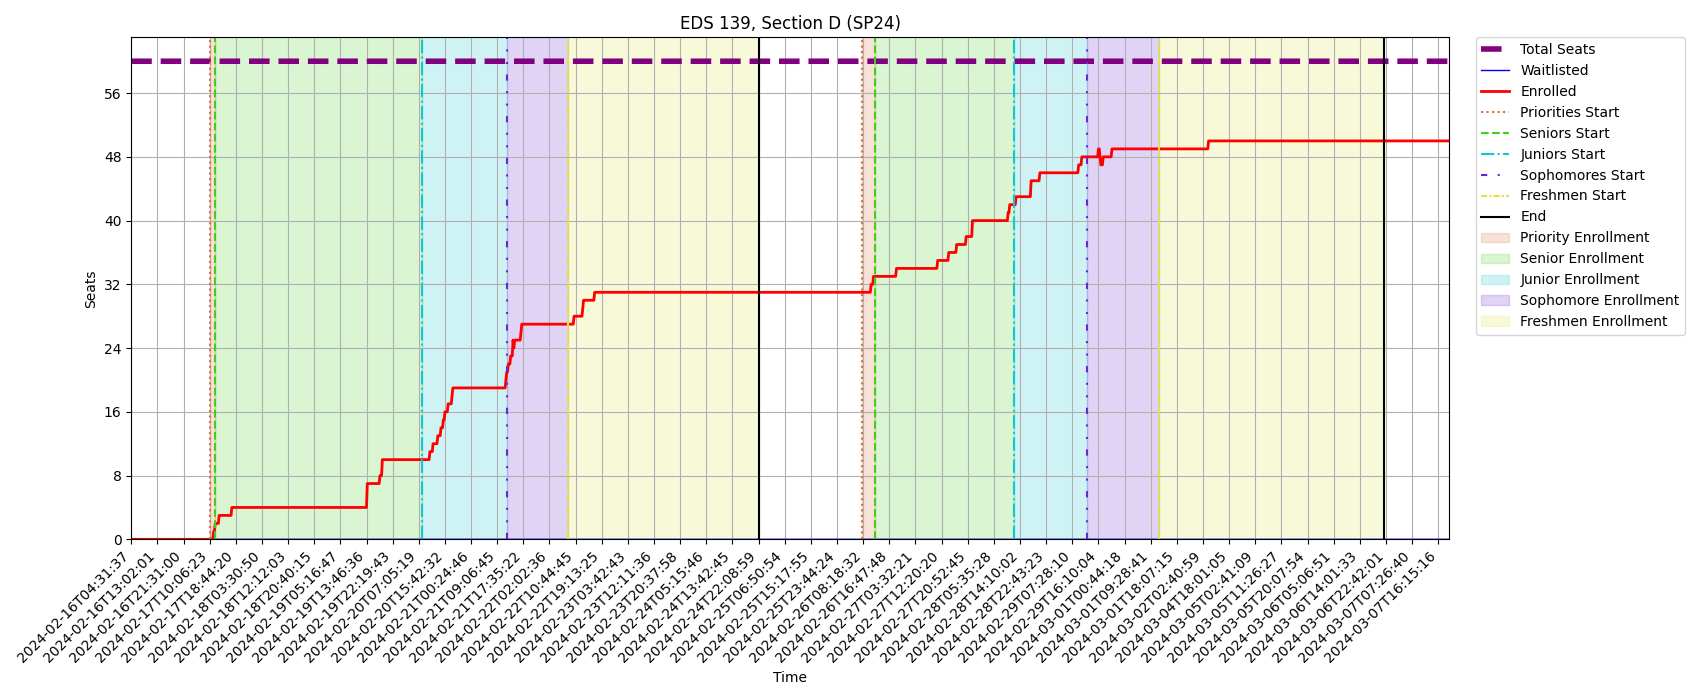 EDS 139, Section D (SP24)
Total Seats
Waitlisted
Enrolled
Priorities Start
Seniors Start
Juniors Start
Sophomores Start
Freshmen Start
End
Priority Enrollment
Senior Enrollment
Junior Enrollment
Sophomore Enrollment
Freshmen Enrollment
Seats
56
48
40
32
24
16
8
0
2024-02-16T04:31:37
2024-02-16T13:02:01
2024-02-16T21:31:00
2024-02-17T10:06:23
2024-02-17T18:44:20
2024-02-18T03:30:50
2024-02-18T12:12:03
2024-02-18T20:40:15
2024-02-19T05:16:47
2024-02-19T13:46:36
2024-02-19T22:19:43
2024-02-20T07:05:19
2024-02-20T15:42:32
2024-02-21T00:24:46
2024-02-21T09:06:45
2024-02-21T17:35:22
2024-02-22T02:02:36
2024-02-22T10:44:45
2024-02-22T19:13:25
2024-02-23T03:42:43
2024-02-23T12:11:36
2024-02-23T20:37:58
2024-02-24T05:15:46
2024-02-24T13:42:45
2024-02-24T22:08:59
2024-02-25T06:50:54
2024-02-25T15:17:55
2024-02-25T23:44:24
2024-02-26T08:18:32
2024-02-26T16:47:48
2024-02-27T03:32:21
2024-02-27T12:20:20
2024-02-27T20:52:45
2024-02-28T05:35:28
2024-02-28T14:10:02
2024-02-28T22:43:23
2024-02-29T07:28:10
2024-02-29T16:10:04
2024-03-01T00:44:18
2024-03-01T09:28:41
2024-03-01T18:07:15
2024-03-02T02:40:59
2024-03-04T18:01:05
2024-03-05T02:41:09
2024-03-05T11:26:27
2024-03-05T20:07:54
2024-03-06T05:06:51
2024-03-06T14:01:33
2024-03-06T22:42:01
2024-03-07T07:26:40
2024-03-07T16:15:16
Time